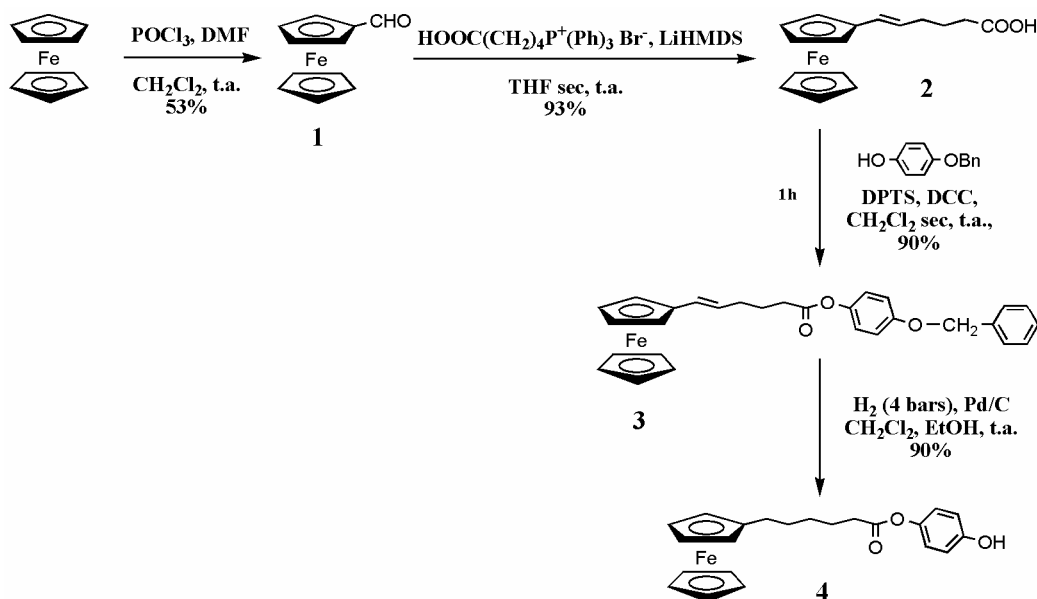 POCl3, DMF
CH2Cl2, t.a.
53%
Fe
CHO
Fe
1
HOOC(CH2)4P+(Ph)3 Br-, LiHMDS
THF sec, t.a.
93%
COOH
Fe
2
1h
HO
OBn
DPTS, DCC,
CH2Cl2 sec, t.a.,
90%
O
O
O
CH2
Fe
3
H2 (4 bars), Pd/C
CH2Cl2, EtOH, t.a.
90%
O
O
OH
Fe
4